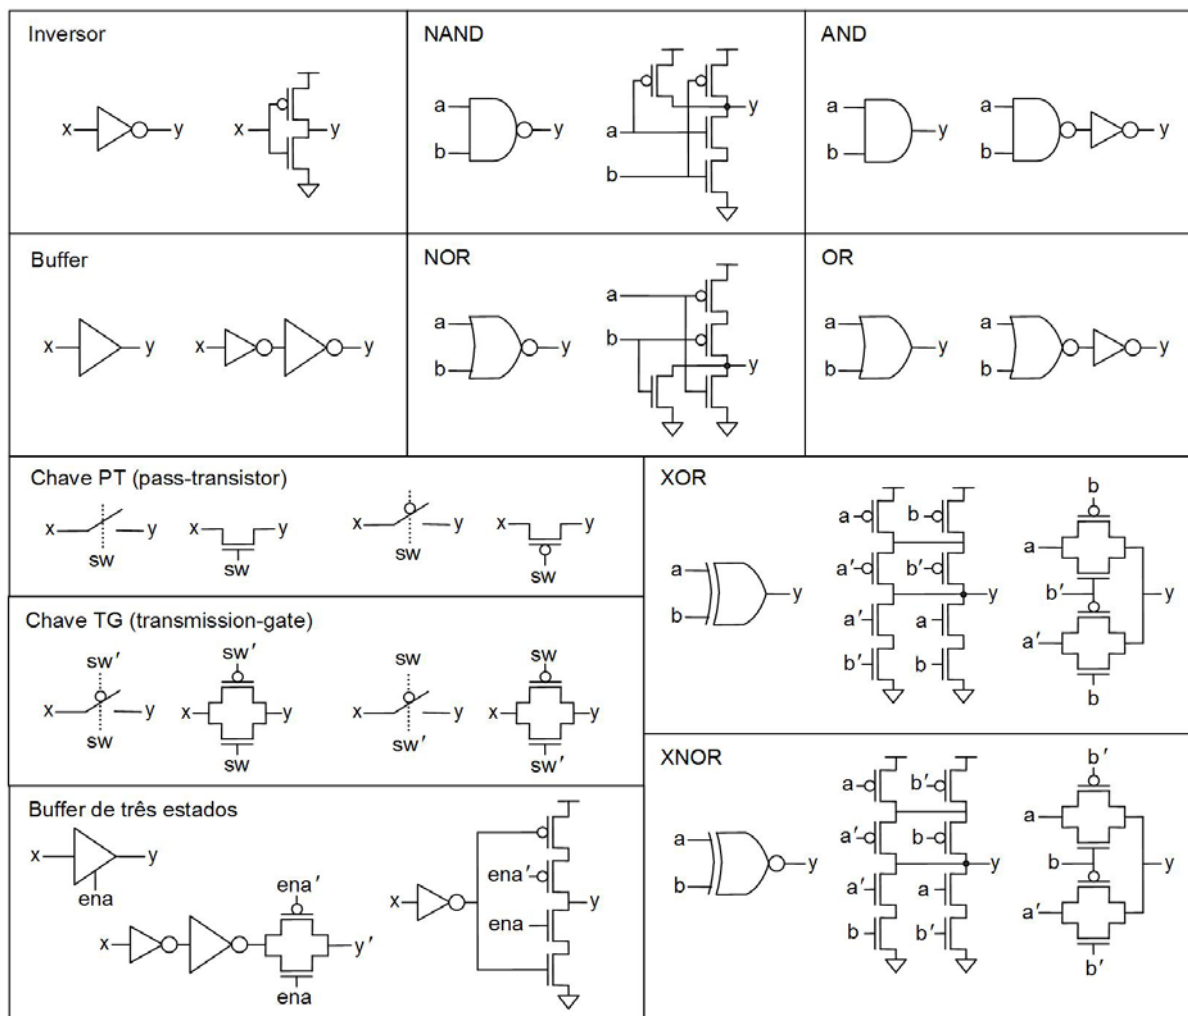 Inversor
x y x y
NAND
a b y a b y
AND
a b y a b y
Buffer
x y x y
NOR
a b y a b y
OR
a b y a b y
Chave PT (pass-transistor)
x y x y x y x y
sw sw sw sw
Chave TG (transmission-gate)
sw′ sw′ sw sw
x y x y x y x y
sw sw sw′ sw′
Buffer de três estados
x y
ena
ena′
x y′
ena
x ena′ ena y
XOR
a b y
a b
a′ b′
y
a′ a
b′ b
b
a
b′ y
a′
b
XNOR
a b y
a b′
a′ b
y
a′ a
b b′
b′
a
b y
a′
b′